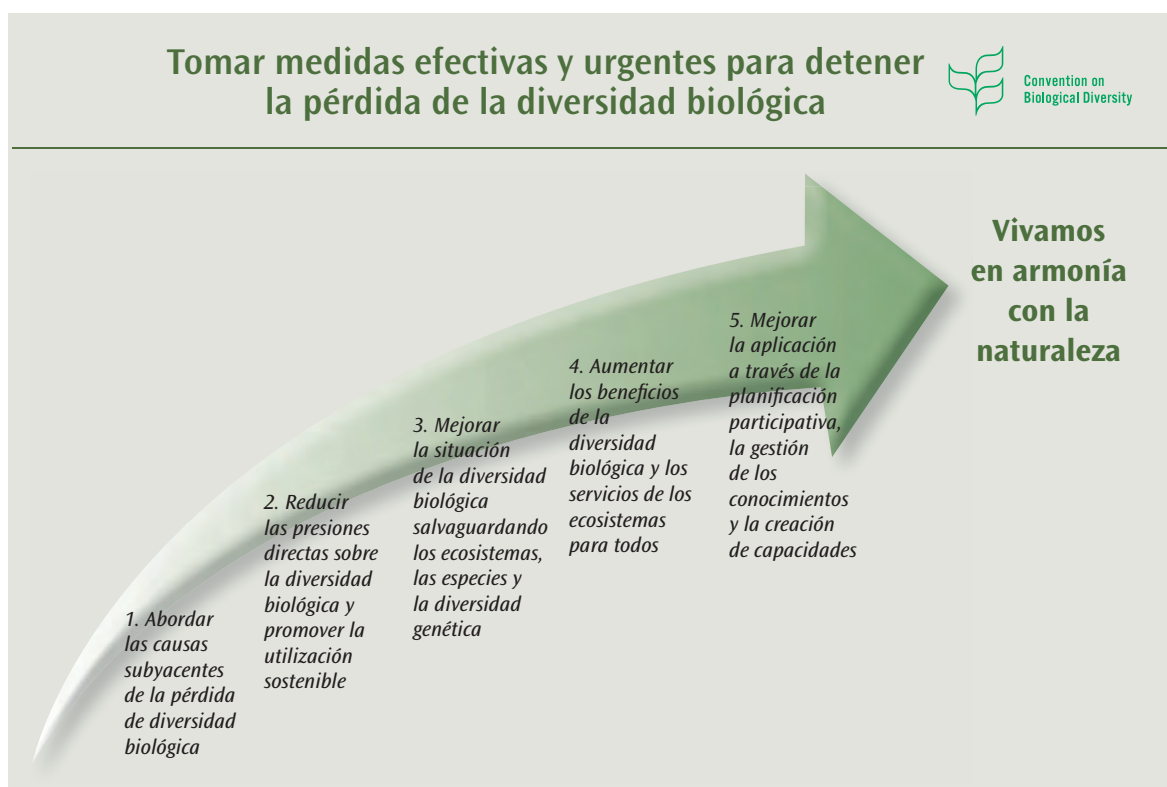 Tomar medidas efectivas y urgentes para detener
la pérdida de la diversidad biológica
Convention on
Biological Diversity
Vivamos
en armonía
con la
naturaleza
1. Abordar
las causas
subyacentes
de la pérdida
de diversidad
biológica
2. Reducir
las presiones
directas sobre
la diversidad
biológica y
promover la
utilización
sostenible
3. Mejorar
la situación
de la diversidad
biológica
salvaguardando
los ecosistemas,
las especies y
la diversidad
genética
4. Aumentar
los beneficios
de la
diversidad
biológica y los
servicios de los
ecosistemas
para todos
5. Mejorar
la aplicación
a través de la
planificación
participativa,
la gestión
de los
conocimientos
y la creación
de capacidades